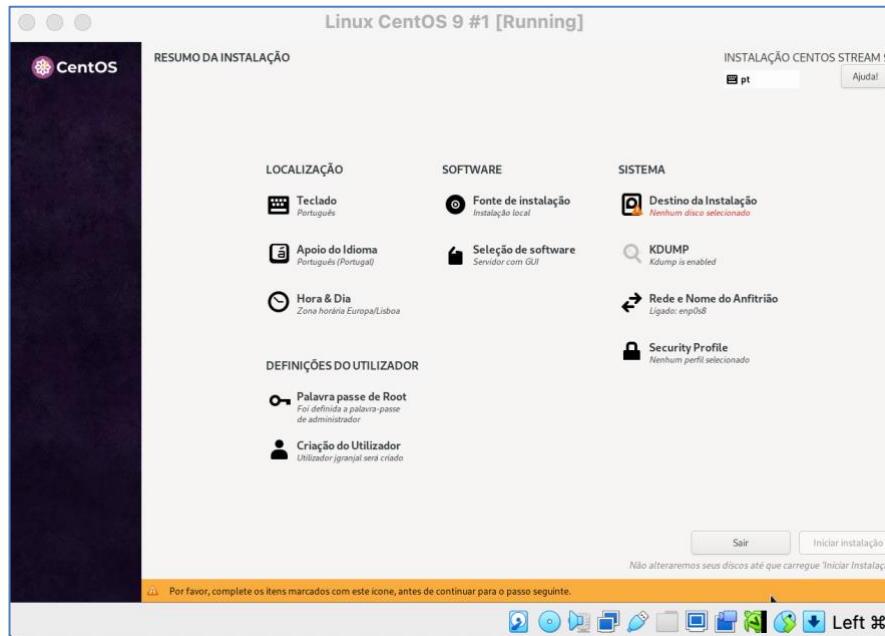 Linux CentOS 9 #1 [Running]
CentOS
RESUMO DA INSTALAÇÃO
INSTALAÇÃO CENTOS STREAM 9
pt
Ajuda!
LOCALIZAÇÃO
Teclado
Português
Apoio do Idioma
Português (Portugal)
Hora & Dia
Zona horária Europa/Lisboa
SOFTWARE
Fonte de instalação
Instalação local
Seleção de software
Servidor com GUI
SISTEMA
Destino da Instalação
Nenhum disco selecionado
KDUMP
Kdump is enabled
Rede e Nome do Anfitrião
Ligado: enp0s8
Security Profile
Nenhum perfil selecionado
DEFINIÇÕES DO UTILIZADOR
Palavra passe de Root
Foi definida a palavra-passe
de administrador
Criação do Utilizador
Utilizador jgranjal será criado
Sair
Iniciar instalação
Não alteraremos seus discos até que carregue 'Iniciar Instalaç
Por favor, complete os itens marcados com este ícone, antes de continuar para o passo seguinte.
Left ⌘